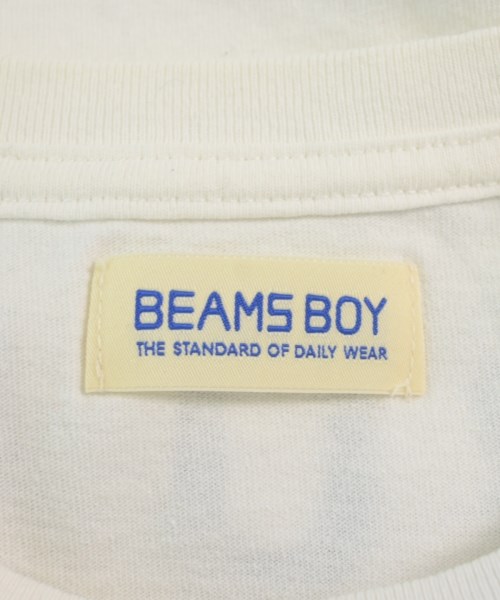 BEAMS BOY
THE STANDARD OF DAILY WEAR